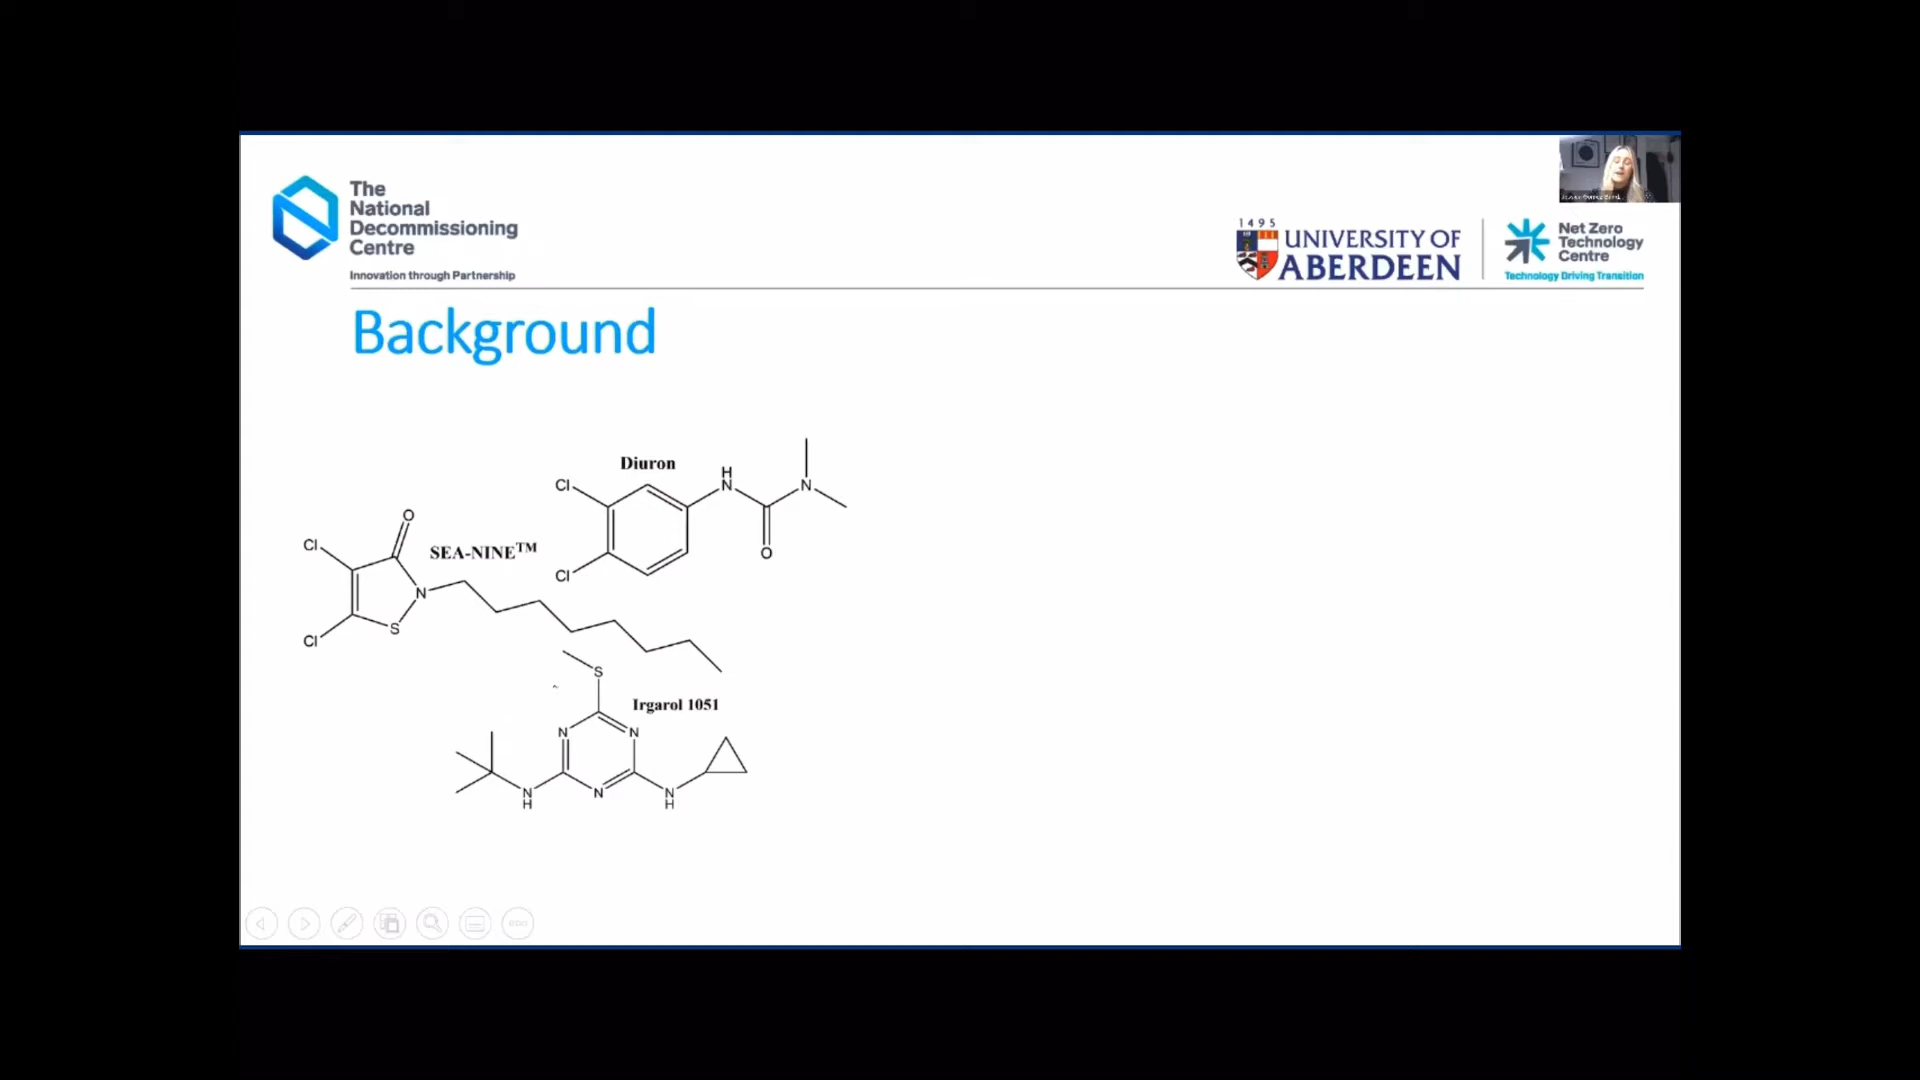 The
National
Decommissioning
Centre
Innovation through Partnership
1495
UNIVERSITY OF
ABERDEEN
Net Zero
Technology
Centre
Technology Driving Transition
Background
Diuron
Cl
H
N
N
O
Cl
SEA-NINE™
O
Cl
N
S
Cl
Irgarol 1051
S
N
N
N
N
H
N
H